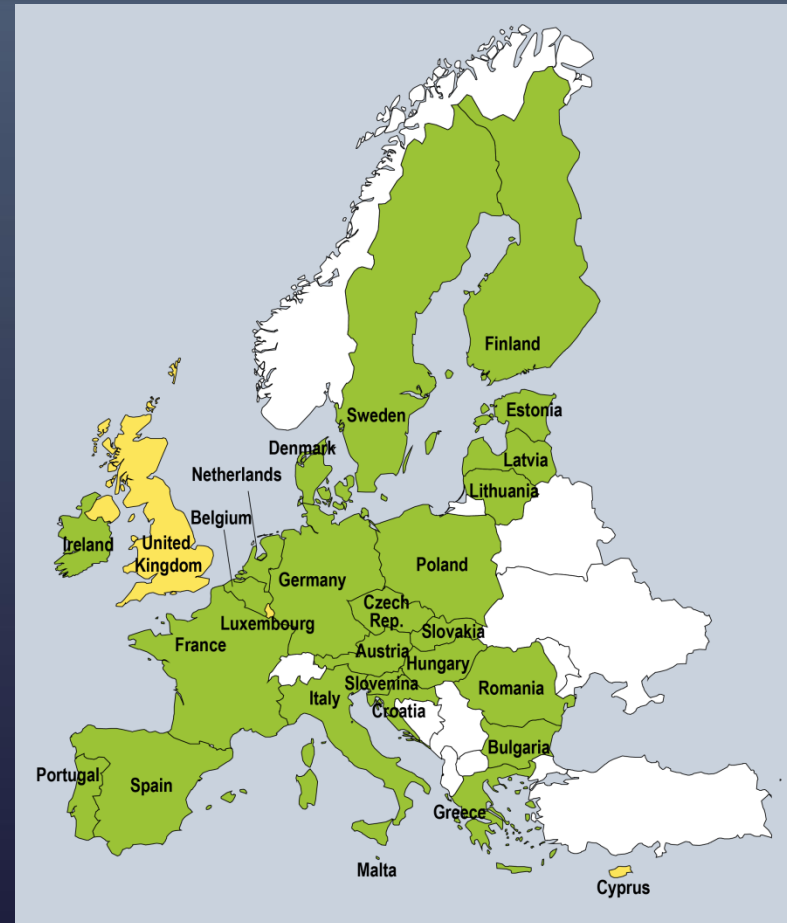 Finland
Sweden
Estonia
Denmark
Latvia
Netherlands
Lithuania
Belgium
Ireland
United
Kingdom
Poland
Germany
Czech
Rep.
Luxembourg
Slovakia
France
Austria
Hungary
Slovenina
Romania
Italy
Croatia
Bulgaria
Portugal
Spain
Greece
Malta
Cyprus